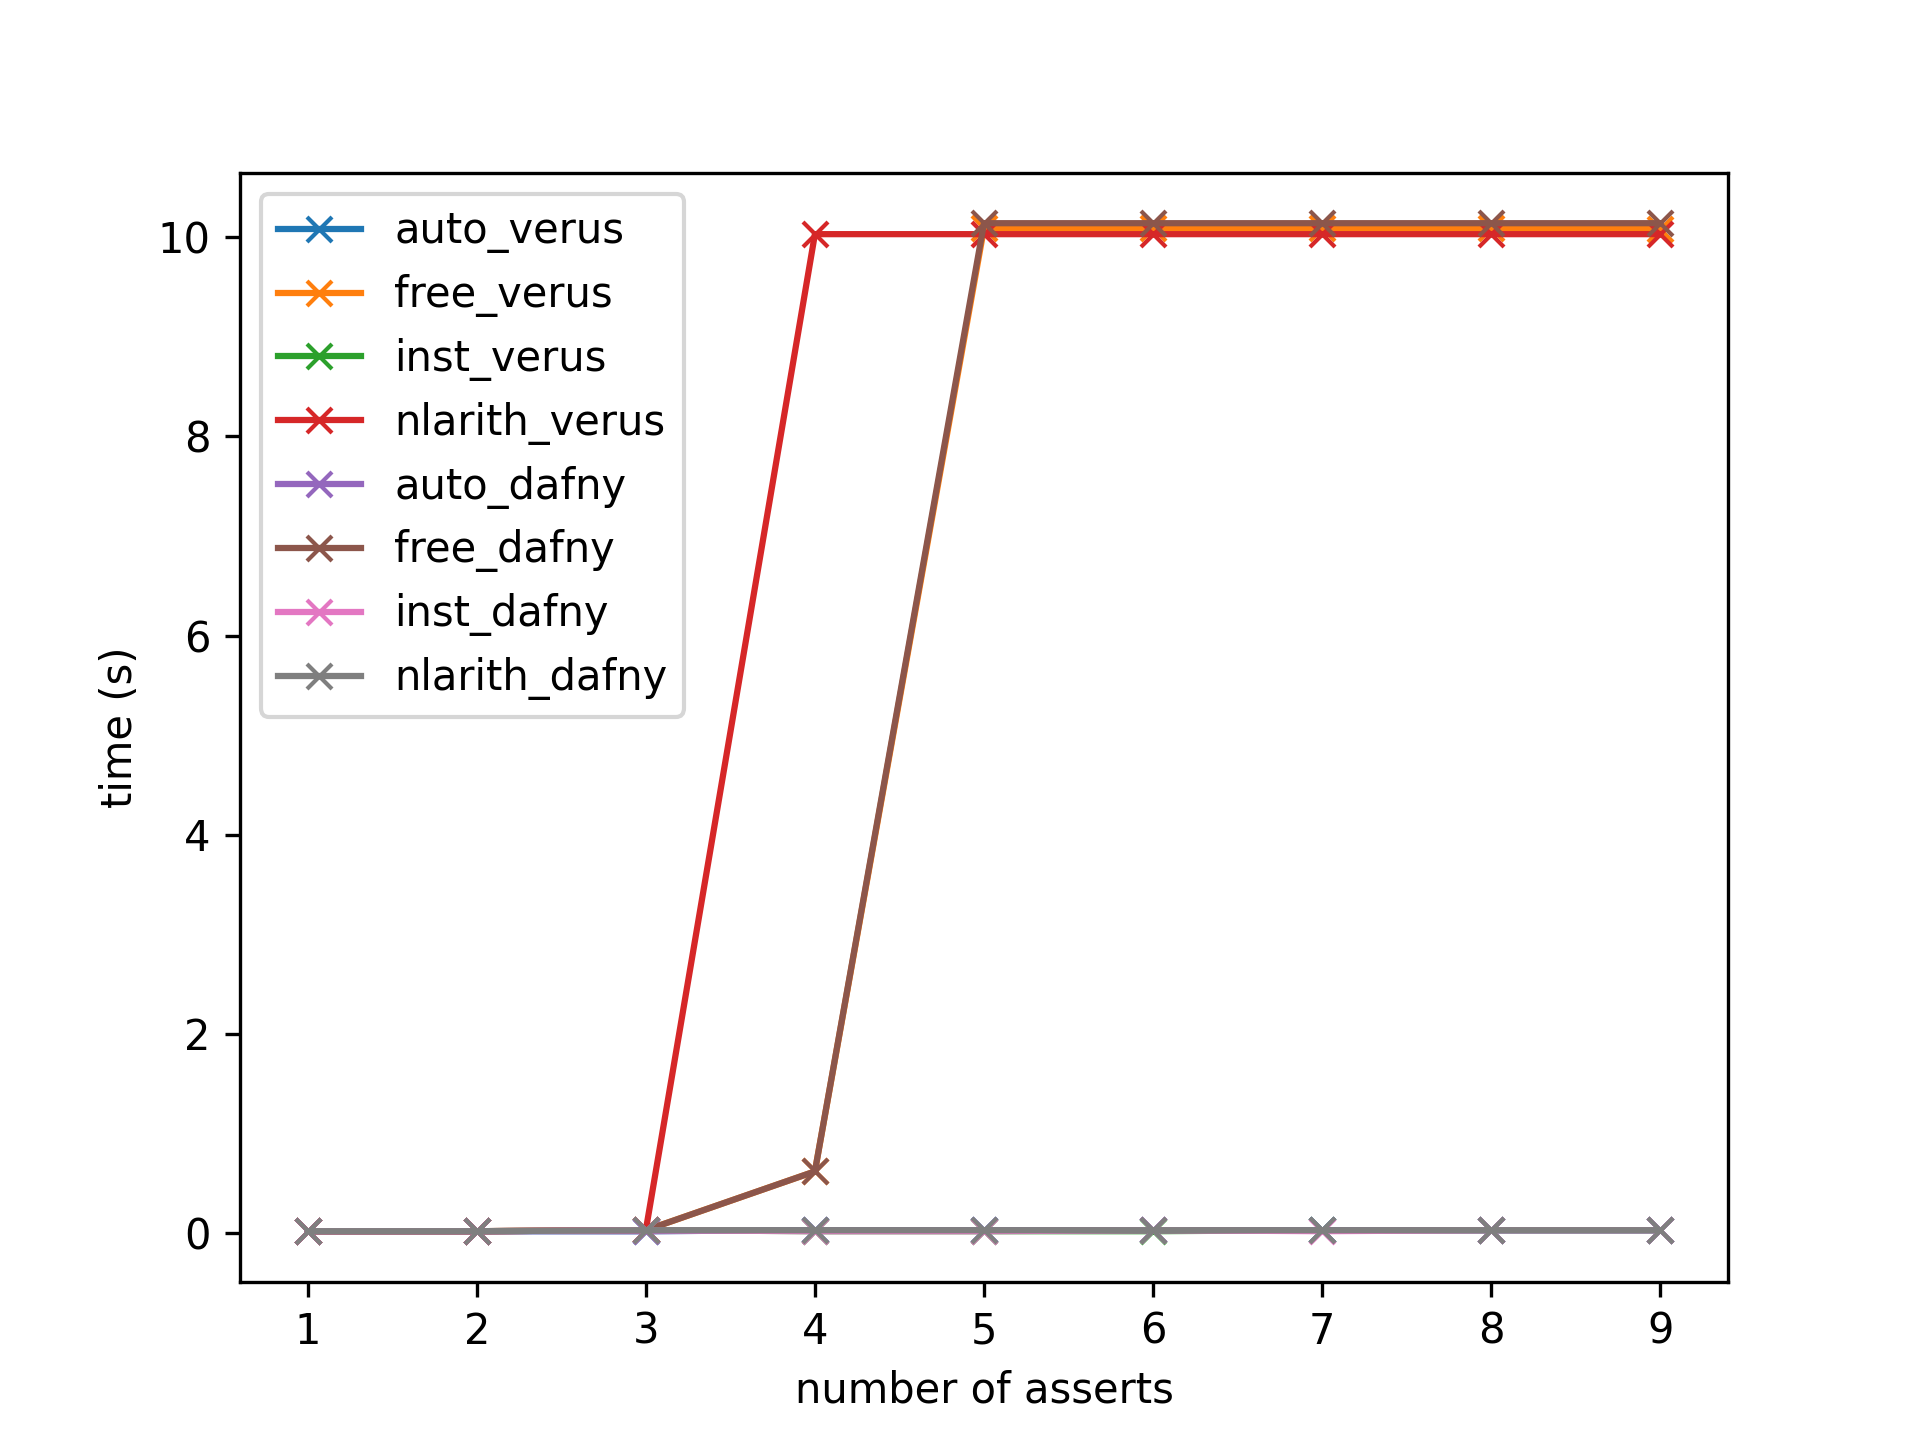 auto_verus
free_verus
inst_verus
nlarith_verus
auto_dafny
free_dafny
inst_dafny
nlarith_dafny
time (s)
10
8
6
4
2
0
1 2 3 4 5 6 7 8 9
number of asserts